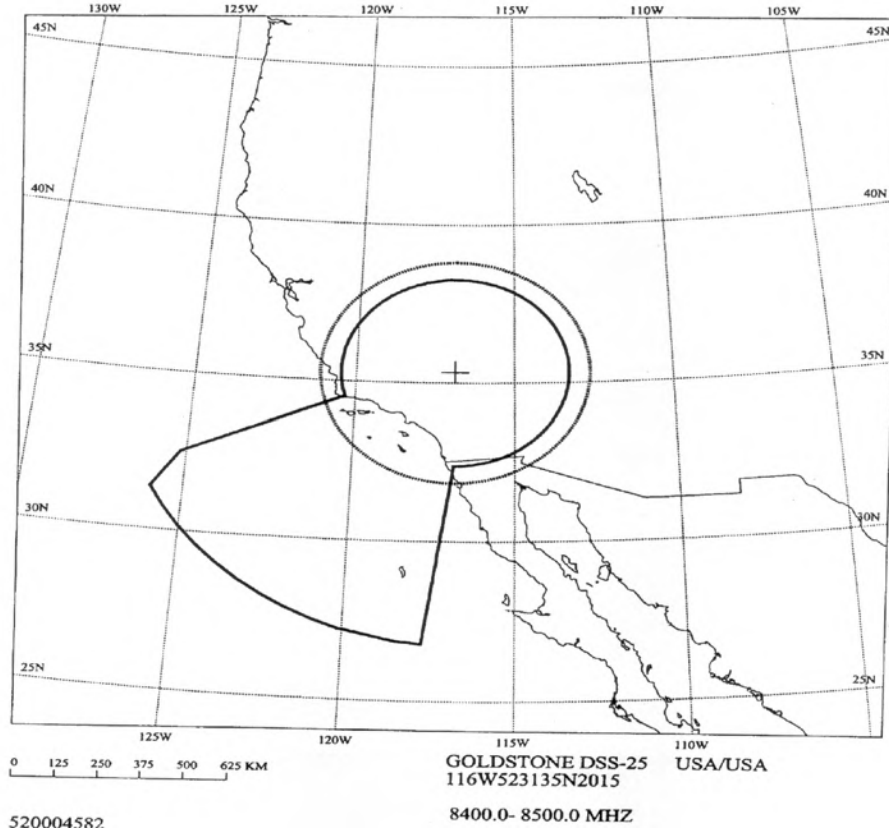 130W 125W 120W 115W 110W 105W
45N 45N
40N 40N
35N 35N
30N 30N
25N 25N
125W 120W 115W 110W
0 125 250 375 500 625 KM
GOLDSTONE DSS-25 USA/USA
116W523135N2015
8400.0- 8500.0 MHZ
520004582